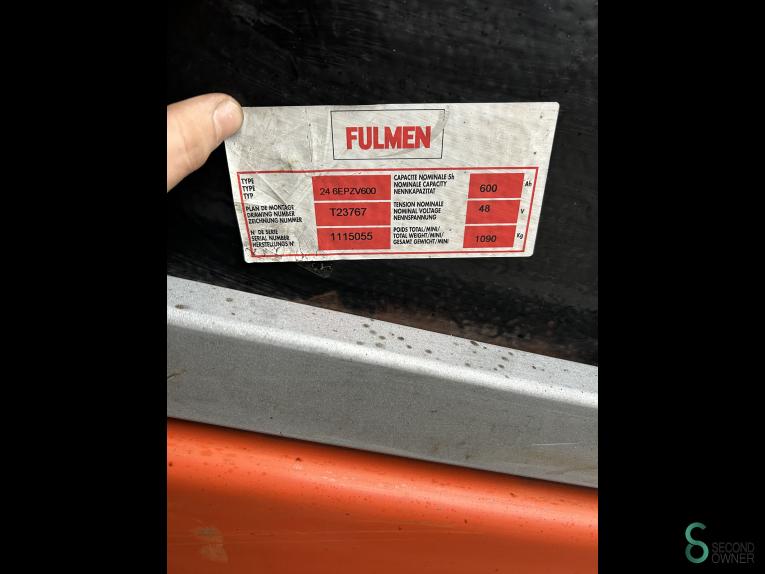 FULMEN
TYPE
TYPE
TYP
24 6EPZV600
CAPACITE NOMINALE 5h
NOMINALE CAPACITY
NENNKAPAZITAT
600 Ah
PLAN DE MONTAGE
DRAWING NUMBER
ZEICHNUNG NUMMER
T23767
TENSION NOMINALE
NOMINAL VOLTAGE
NENNSPANNUNG
48 V
N° DE SERIE
SERIAL NUMBER
HERSTELLUNGS N°
1115055
POIDS TOTAL/MINI/
TOTAL WEIGHT/MINI/
GESAMT GEWICHT/MINI/
1090 Kg
SECOND
OWNER